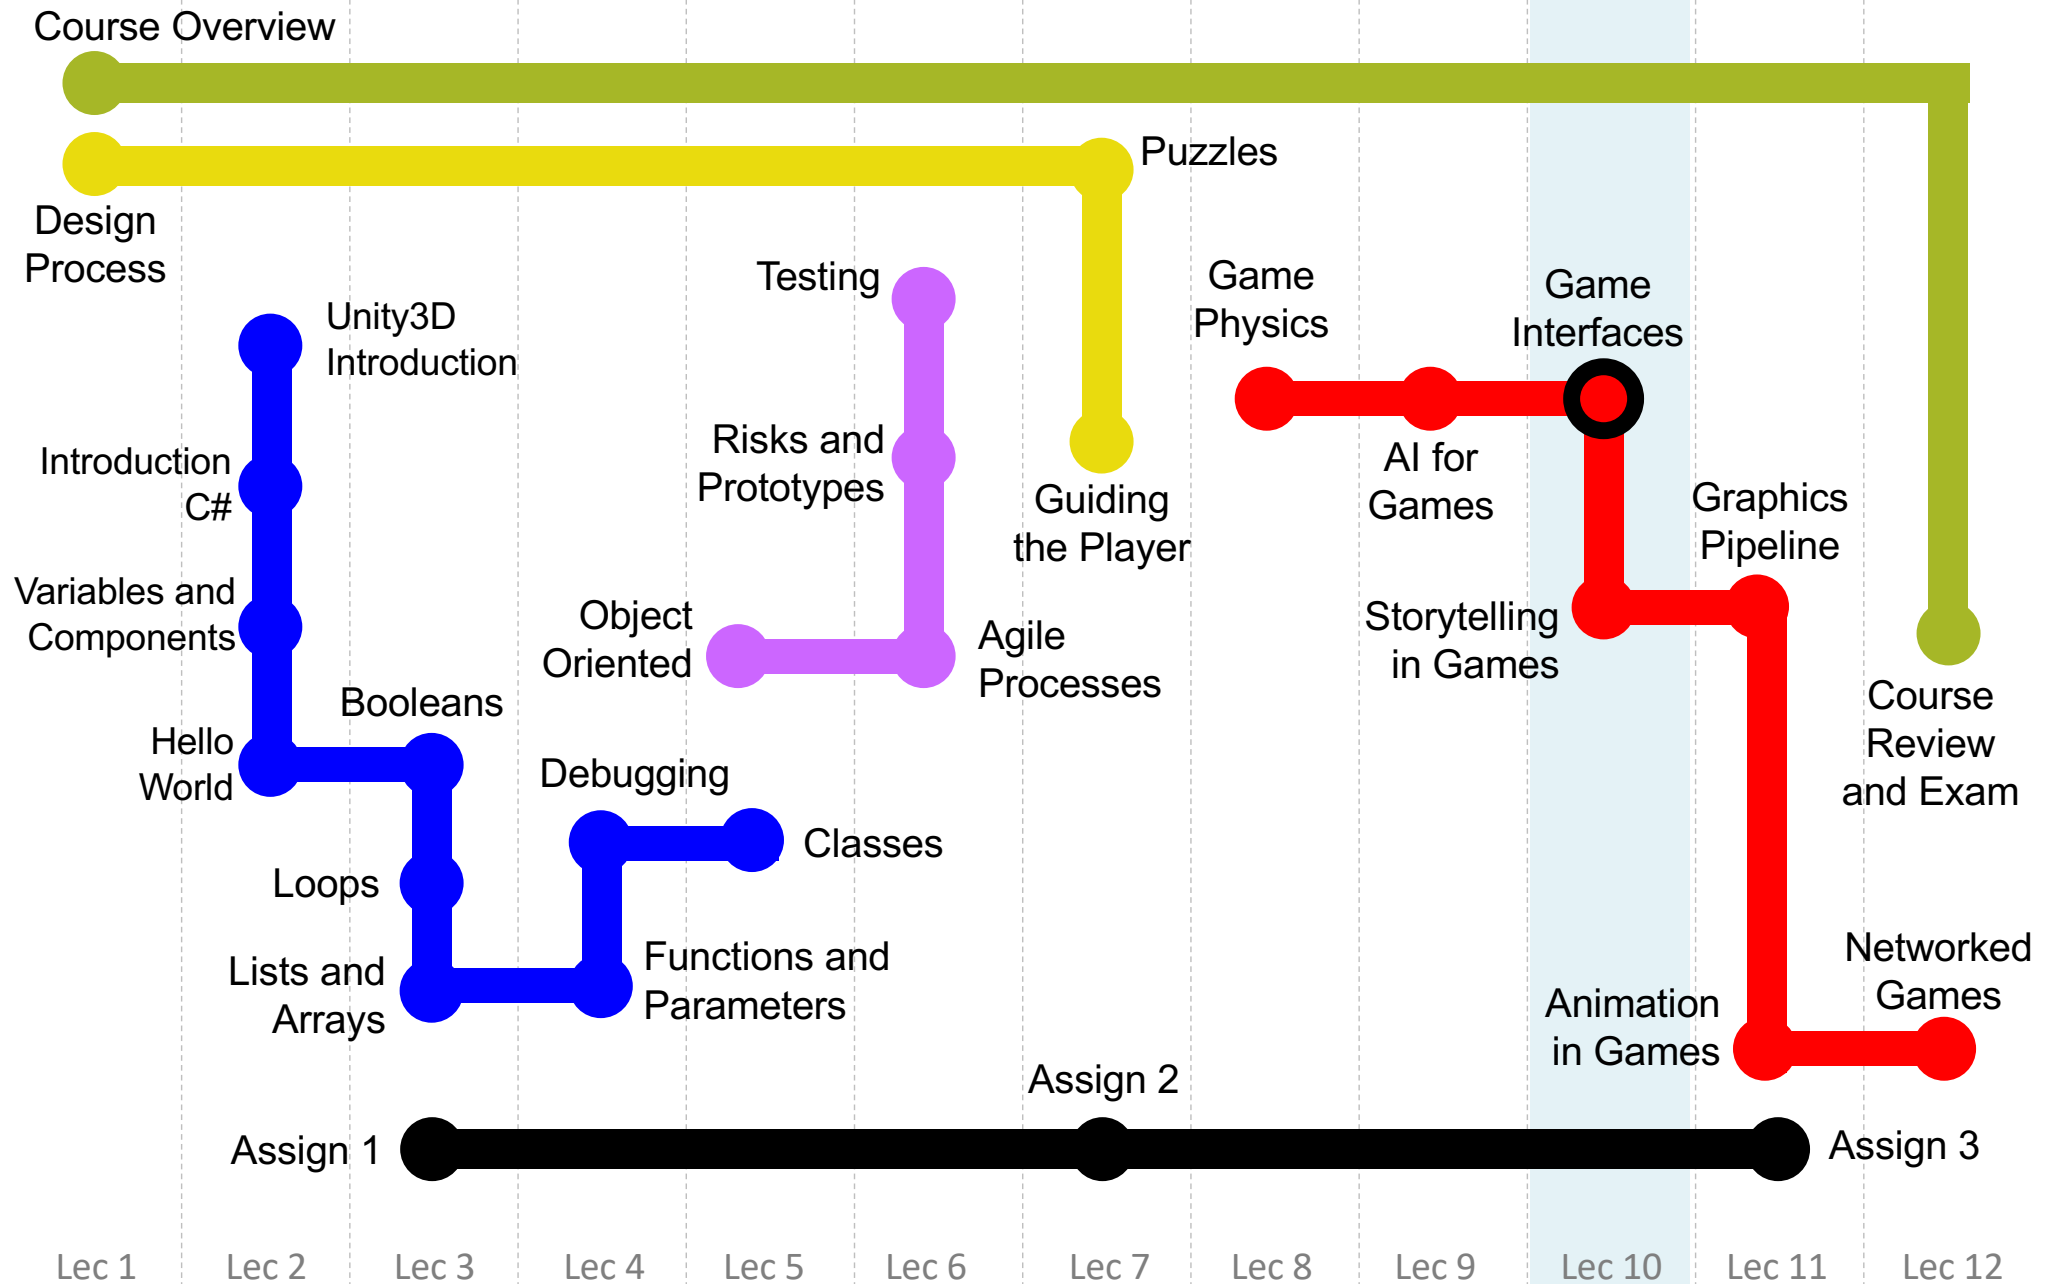 Course Overview
Puzzles
Design
Process
Testing
Game
Physics
Game
Interfaces
Unity3D
Introduction
Introduction
C#
Risks and
Prototypes
AI for
Games
Guiding
the Player
Graphics
Pipeline
Variables and
Components
Object
Oriented
Agile
Processes
Storytelling
in Games
Booleans
Course
Review
and Exam
Hello
World
Debugging
Classes
Loops
Lists and
Arrays
Functions and
Parameters
Networked
Games
Animation
in Games
Assign 2
Assign 1
Assign 3
Lec 1
Lec 2
Lec 3
Lec 4
Lec 5
Lec 6
Lec 7
Lec 8
Lec 9
Lec 10
Lec 11
Lec 12